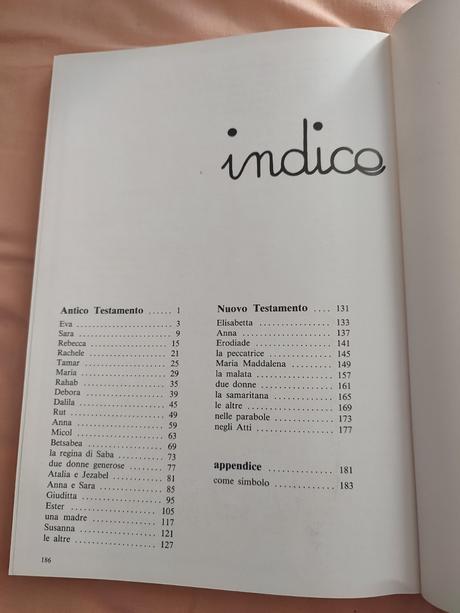 indice
Antico Testamento ...... 1
Eva .......................... 3
Sara ......................... 9
Rebecca .................... 15
Rachele ..................... 21
Tamar ....................... 25
Maria ........................ 29
Rahab ....................... 35
Debora ...................... 39
Dalila ........................ 45
Rut ........................... 49
Anna ......................... 59
Micol ........................ 63
Betsabea .................... 69
la regina di Saba ......... 73
due donne generose ...... 77
Atalia e Jezabel ........... 81
Anna e Sara ................ 85
Giuditta ..................... 95
Ester ......................... 105
una madre .................. 117
Susanna ..................... 121
le altre ...................... 127
Nuovo Testamento .... 131
Elisabetta ................... 133
Anna ......................... 137
Erodiade .................... 141
la peccatrice ............... 145
Maria Maddalena ......... 149
la malata ................... 157
due donne .................. 161
la samaritana .............. 165
le altre ...................... 169
nelle parabole ............. 173
negli Atti ................... 177
appendice .................. 181
come simbolo ............. 183
186